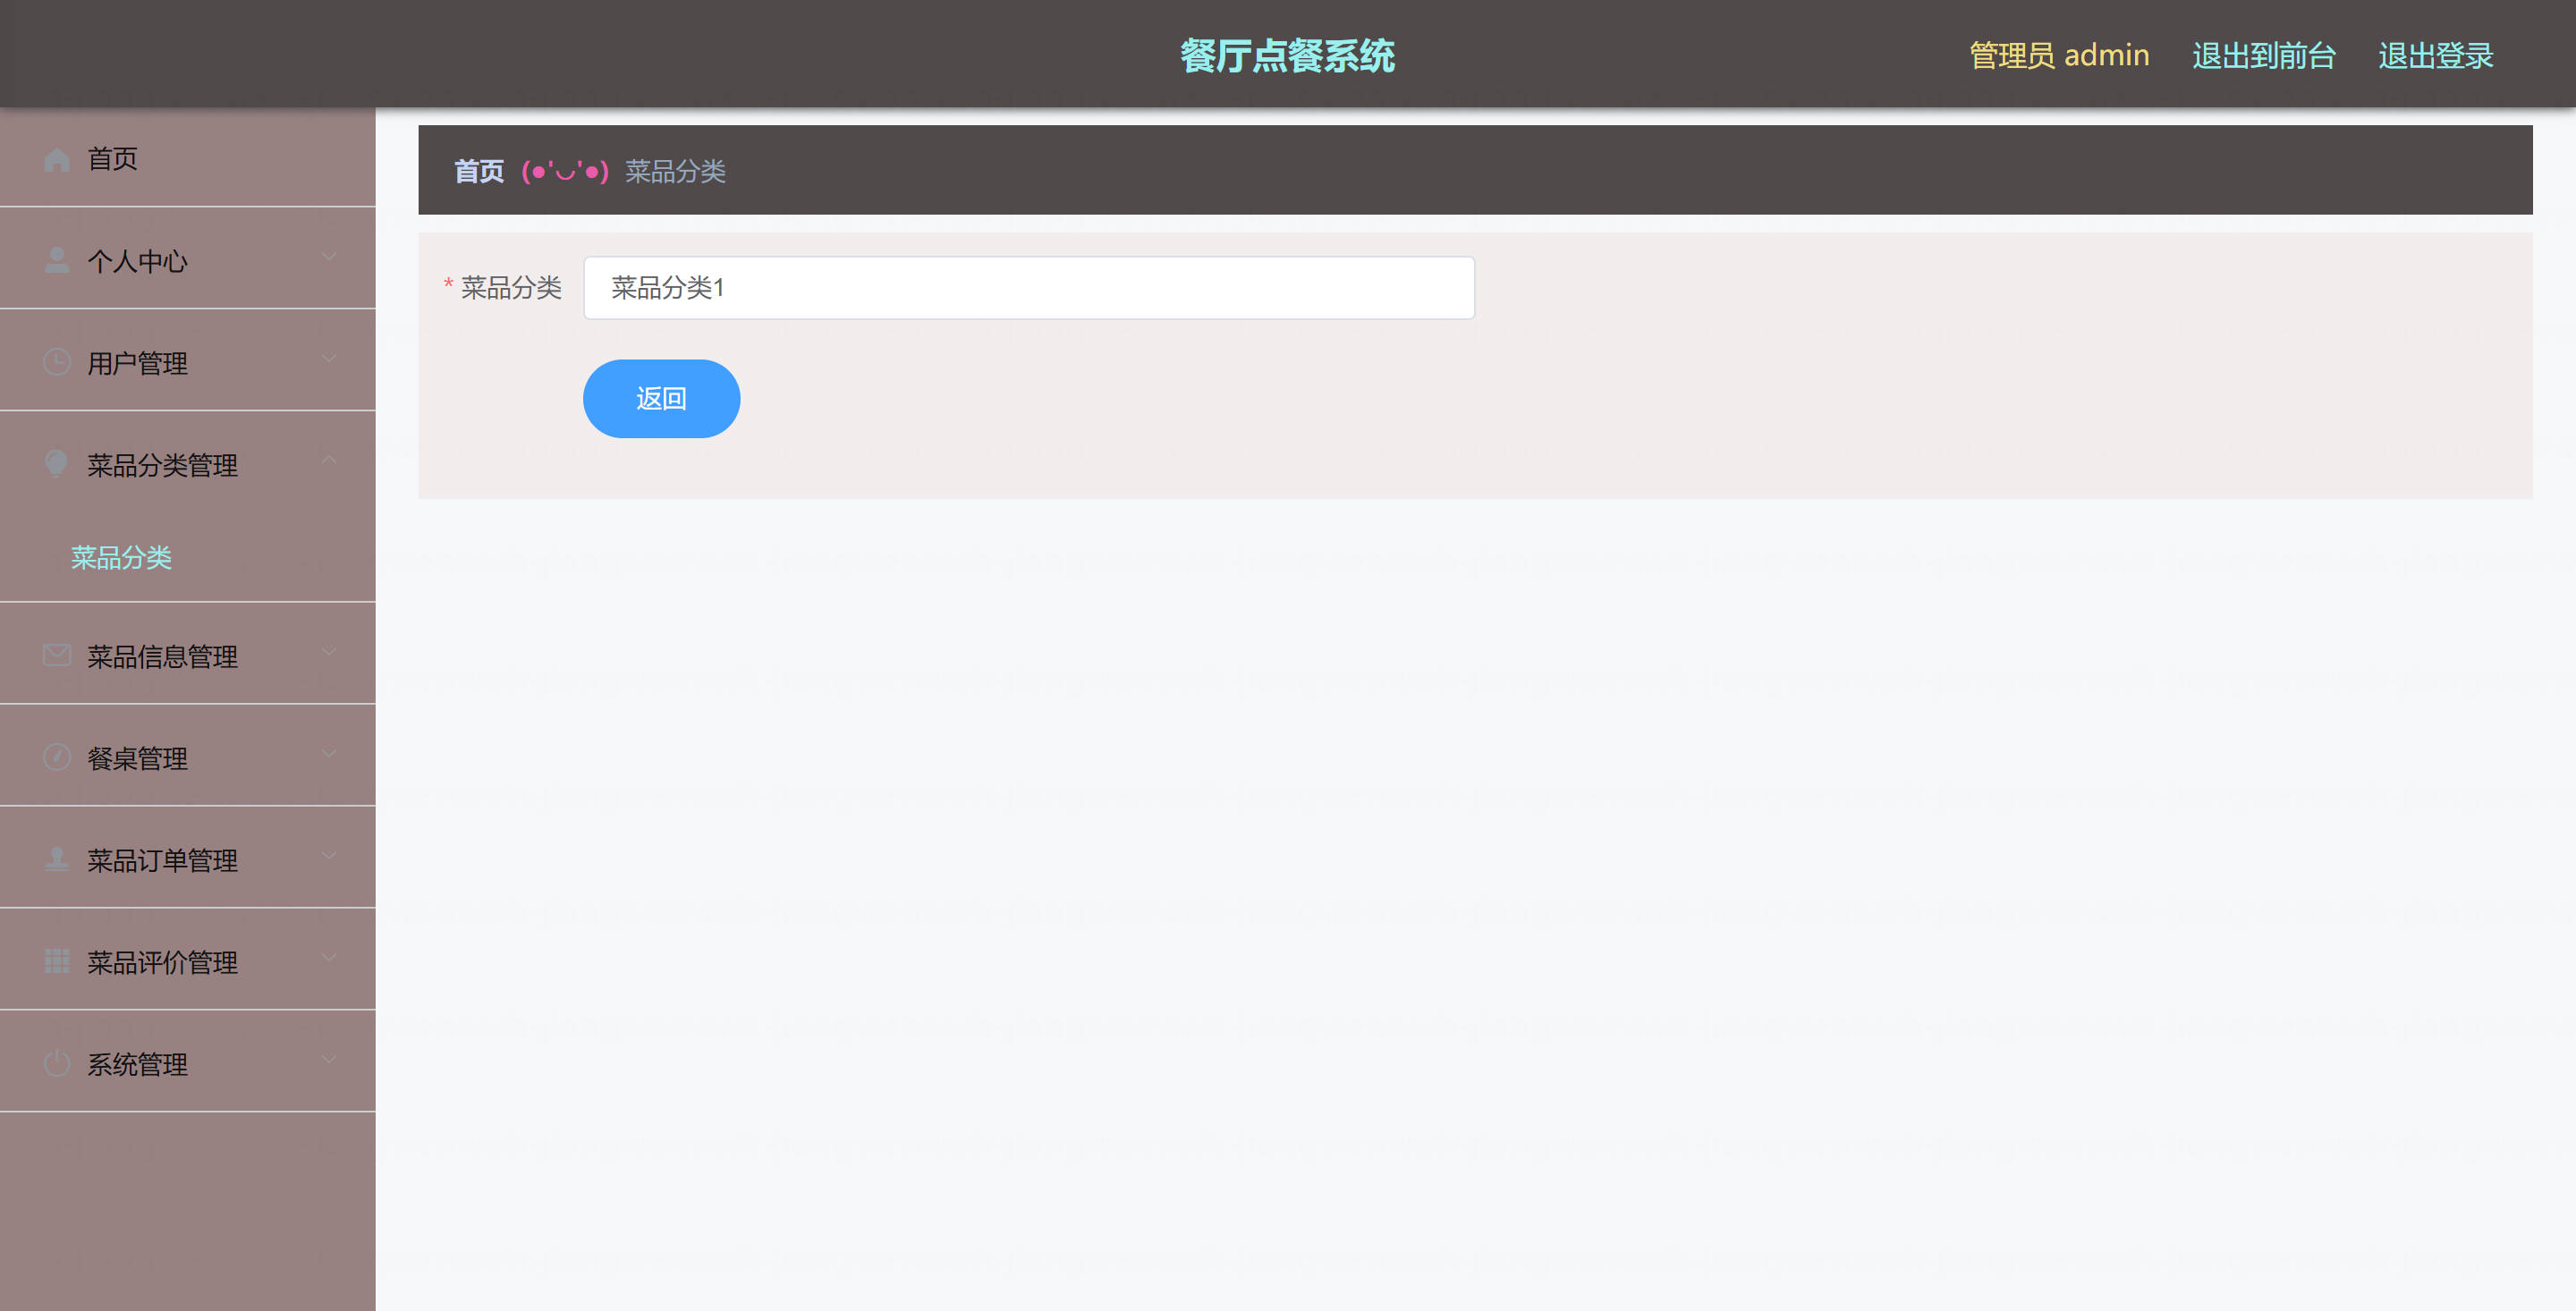 餐厅点餐系统
管理员 admin 退出到前台 退出登录
首页
个人中心
用户管理
菜品分类管理
菜品分类
菜品信息管理
餐桌管理
菜品订单管理
菜品评价管理
系统管理
首页 (●'◡'●) 菜品分类
* 菜品分类 菜品分类1
返回